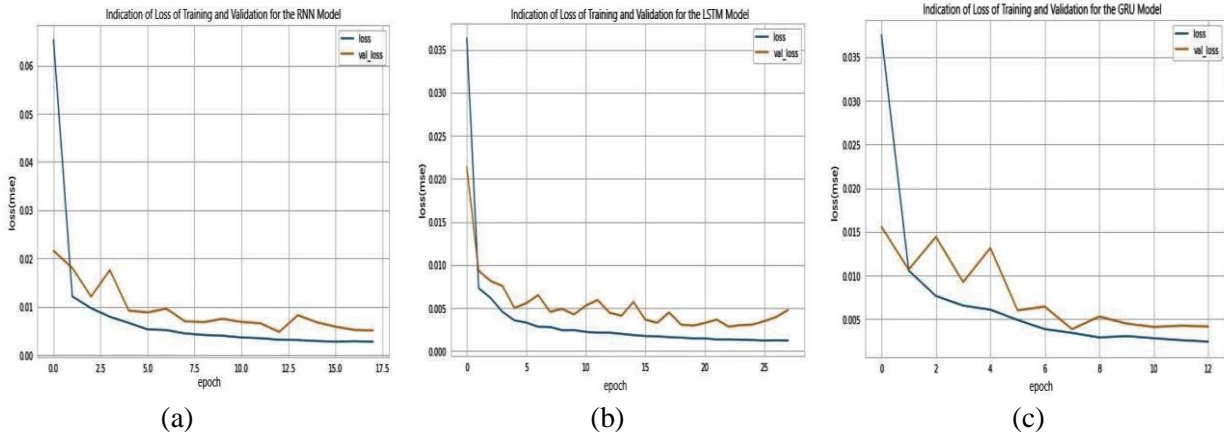 Indication of Loss of Training and Validation for the RNN Model
loss
val_loss
0.06
0.05
0.04
0.03
0.02
0.01
0.00
loss(mse)
0.0 2.5 5.0 7.5 10.0 12.5 15.0 17.5
epoch
(a)
Indication of Loss of Training and Validation for the LSTM Model
loss
val_loss
0.035
0.030
0.025
0.020
0.015
0.010
0.005
0.000
loss(mse)
0 5 10 15 20 25
epoch
(b)
Indication of Loss of Training and Validation for the GRU Model
loss
val_loss
0.035
0.030
0.025
0.020
0.015
0.010
0.005
loss(mse)
0 2 4 6 8 10 12
epoch
(c)